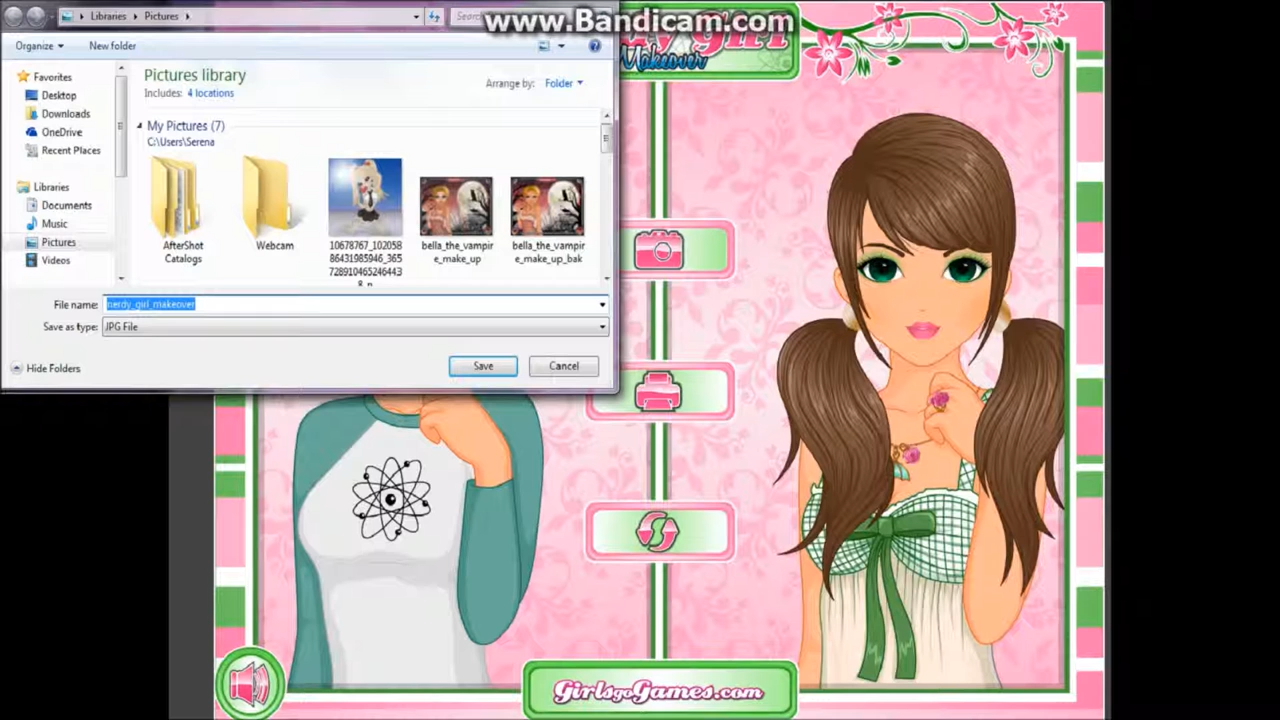 Libraries ▸ Pictures ▸
www.Bandicam.com
Organize
New folder
Makeover
Favorites
Desktop
Downloads
OneDrive
Recent Places
Libraries
Documents
Music
Pictures
Videos
Pictures library
Includes: 4 locations
Arrange by: Folder
My Pictures (7)
C:\Users\Serena
AfterShot
Catalogs
Webcam
10678767_102058
86431985946_365
728910465246443
bella_the_vampir
e_make_up
bella_the_vampir
e_make_up_bak
File name: nerdy_girl_makeover
Save as type: JPG File
Hide Folders
Save
Cancel
GirlsgoGames.com